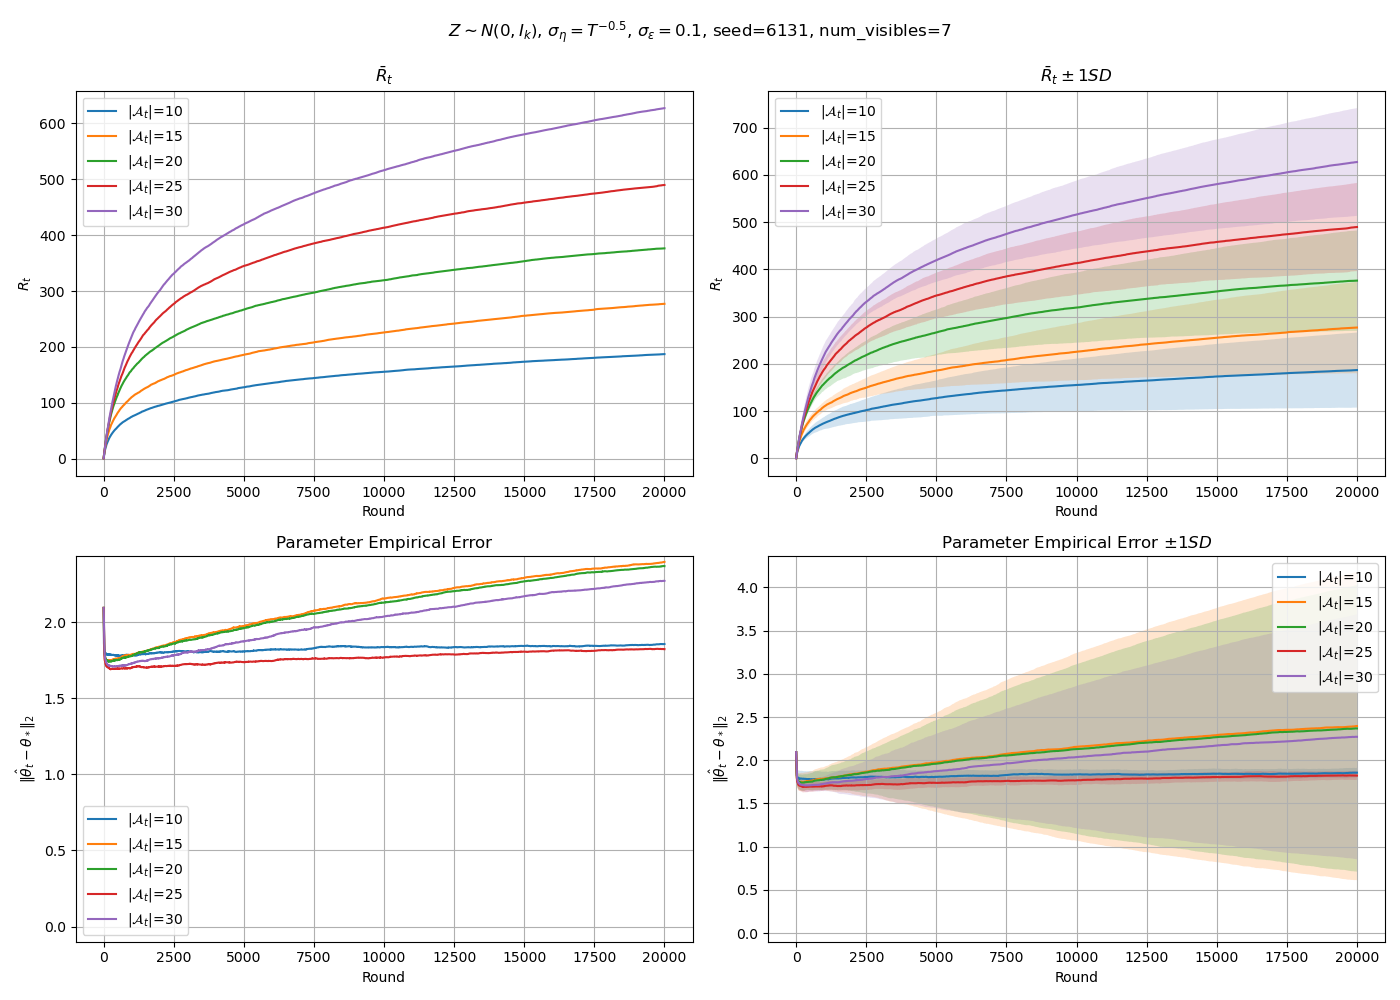 Z ∼ N(0, I_k), σ_η = T^{−0.5}, σ_ε = 0.1, seed=6131, num_visibles=7
R̄_t
R_t
600
500
400
300
200
100
0
|𝒜_t|=10
|𝒜_t|=15
|𝒜_t|=20
|𝒜_t|=25
|𝒜_t|=30
0 2500 5000 7500 10000 12500 15000 17500 20000
Round
R̄_t ± 1SD
R_t
700
600
500
400
300
200
100
0
|𝒜_t|=10
|𝒜_t|=15
|𝒜_t|=20
|𝒜_t|=25
|𝒜_t|=30
0 2500 5000 7500 10000 12500 15000 17500 20000
Round
Parameter Empirical Error
‖θ̂_t − θ_*‖_2
2.0
1.5
1.0
0.5
0.0
|𝒜_t|=10
|𝒜_t|=15
|𝒜_t|=20
|𝒜_t|=25
|𝒜_t|=30
0 2500 5000 7500 10000 12500 15000 17500 20000
Round
Parameter Empirical Error ±1SD
‖θ̂_t − θ_*‖_2
4.0
3.5
3.0
2.5
2.0
1.5
1.0
0.5
0.0
|𝒜_t|=10
|𝒜_t|=15
|𝒜_t|=20
|𝒜_t|=25
|𝒜_t|=30
0 2500 5000 7500 10000 12500 15000 17500 20000
Round